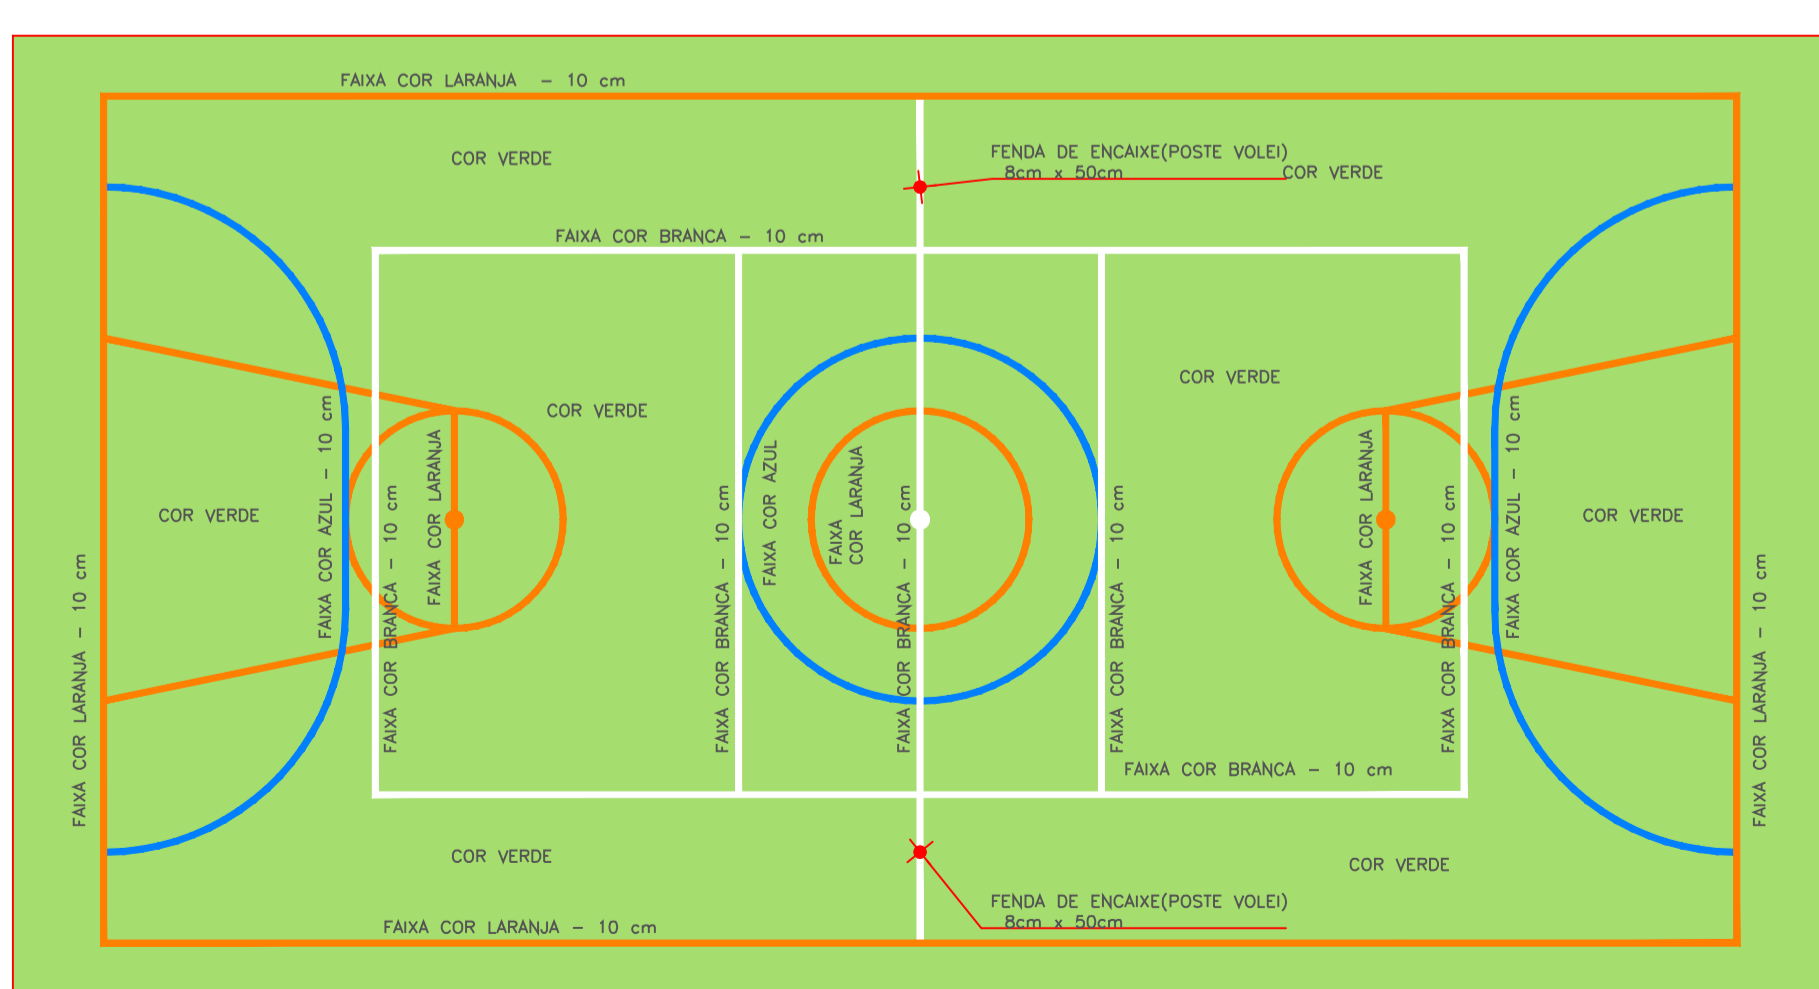 FAIXA COR LARANJA - 10 cm
COR VERDE
FENDA DE ENCAIXE(POSTE VOLEI)
8cm x 50cm
COR VERDE
FAIXA COR BRANCA - 10 cm
COR VERDE
COR VERDE
COR VERDE
COR VERDE
FAIXA COR LARANJA - 10 cm
FAIXA COR AZUL - 10 cm
FAIXA COR BRANCA - 10 cm
FAIXA COR LARANJA
FAIXA COR BRANCA - 10 cm
FAIXA COR AZUL
FAIXA
COR LARANJA
FAIXA COR BRANCA - 10 cm
FAIXA COR BRANCA - 10 cm
FAIXA COR LARANJA
FAIXA COR BRANCA - 10 cm
FAIXA COR AZUL - 10 cm
FAIXA COR LARANJA - 10 cm
FAIXA COR BRANCA - 10 cm
COR VERDE
COR VERDE
FENDA DE ENCAIXE(POSTE VOLEI)
8cm x 50cm
FAIXA COR LARANJA - 10 cm